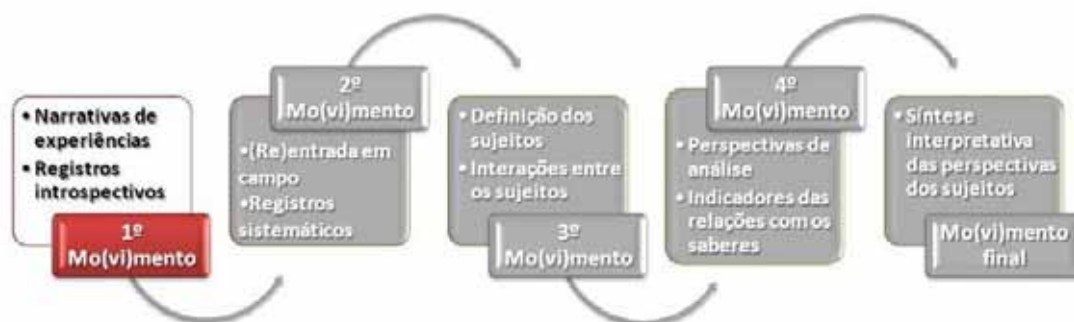 • Narrativas de
experiências
• Registros
introspectivos
1º
Mo(vi)mento
2º
Mo(vi)mento
•(Re)entrada em
campo
•Registros
sistemáticos
• Definição dos
sujeitos
• Interações entre
os sujeitos
3º
Mo(vi)mento
4º
Mo(vi)mento
• Perspectivas de
análise
• Indicadores das
relações com os
saberes
• Síntese
interpretativa
das perspectivas
dos sujeitos
Mo(vi)mento
final